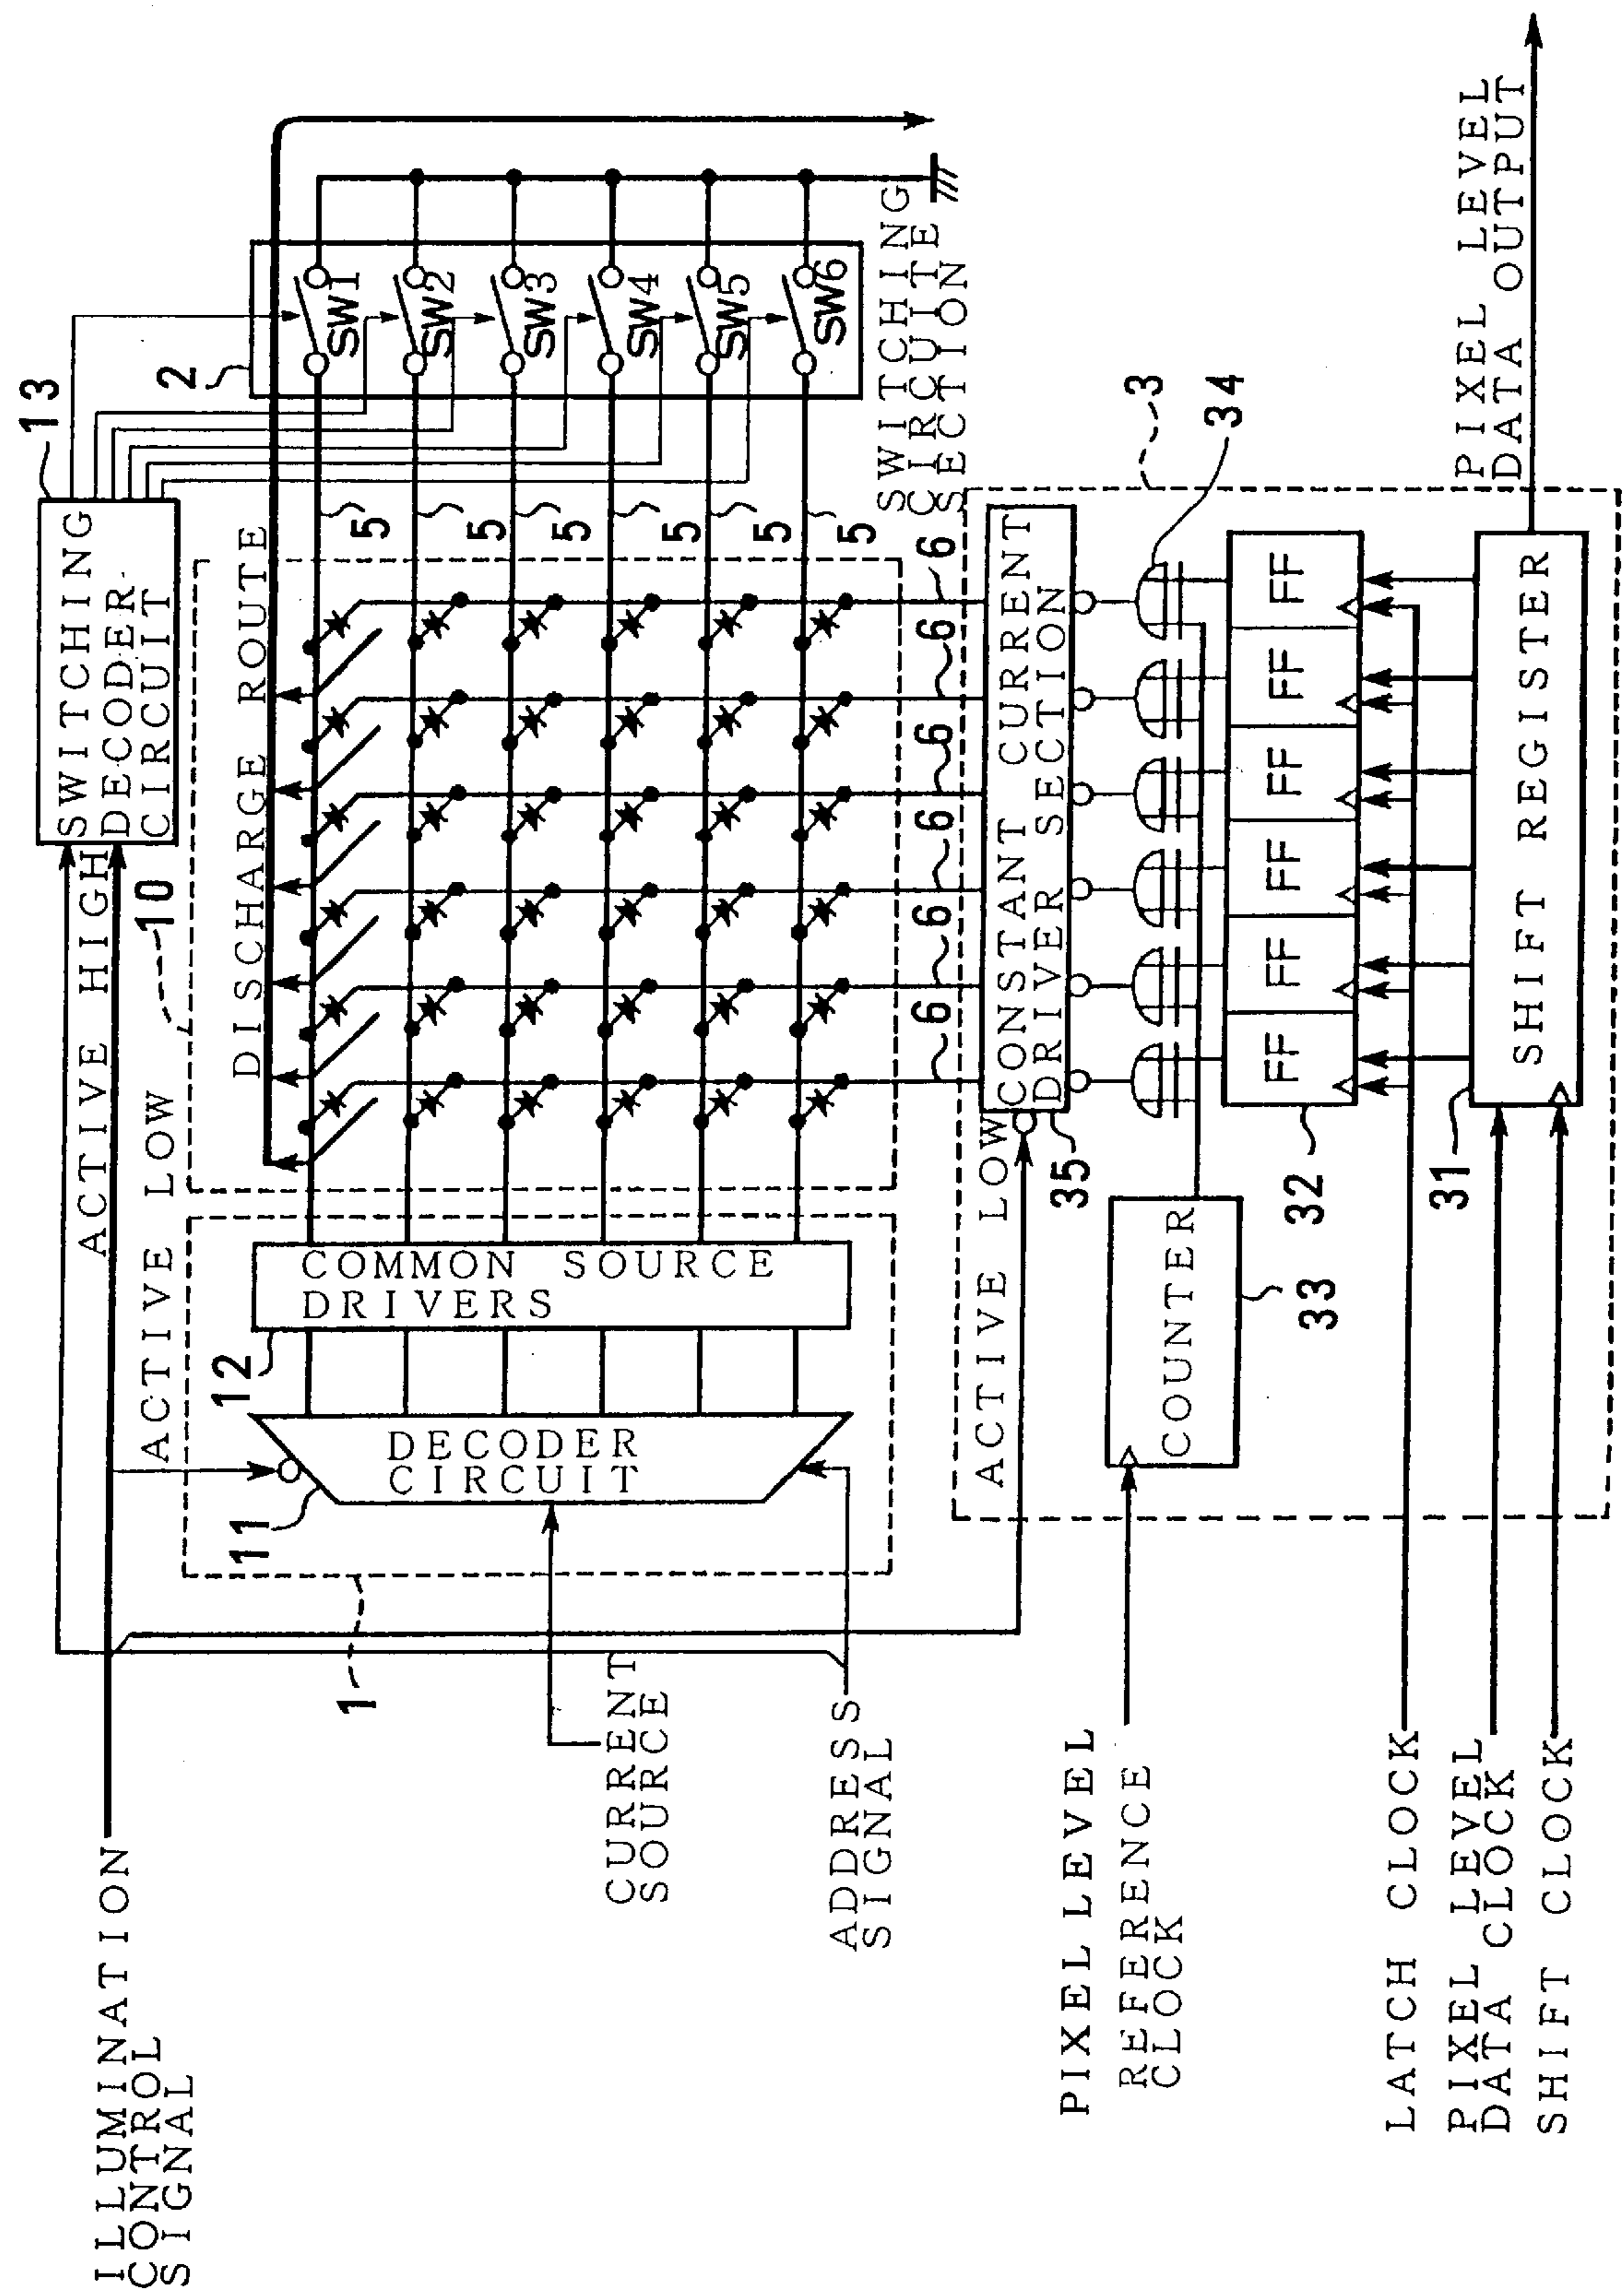 ILLUMINATION
CONTROL
SIGNAL
ACTIVE HIGH
ACTIVE LOW
10
13
SWITCHING
DECODER
CIRCUIT
2
DISCHARGE ROUTE
SW1
SW2
SW3
SW4
SW5
SW6
5
5
5
5
5
5
SWITCHING
CIRCUITE
SECTION
1
11
DECODER
CIRCUIT
12
COMMON SOURCE
DRIVERS
CURRENT
SOURCE
ADDRESS
SIGNAL
6
6
6
6
6
6
ACTIVE LOW
CONSTANT CURRENT
DRIVER SECTION
35
3
34
PIXEL LEVEL
REFERENCE
CLOCK
COUNTER
33
32
FF
FF
FF
FF
FF
FF
31
SHIFT REGISTER
LATCH CLOCK
PIXEL LEVEL
DATA CLOCK
SHIFT CLOCK
PIXEL LEVEL
DATA OUTPUT